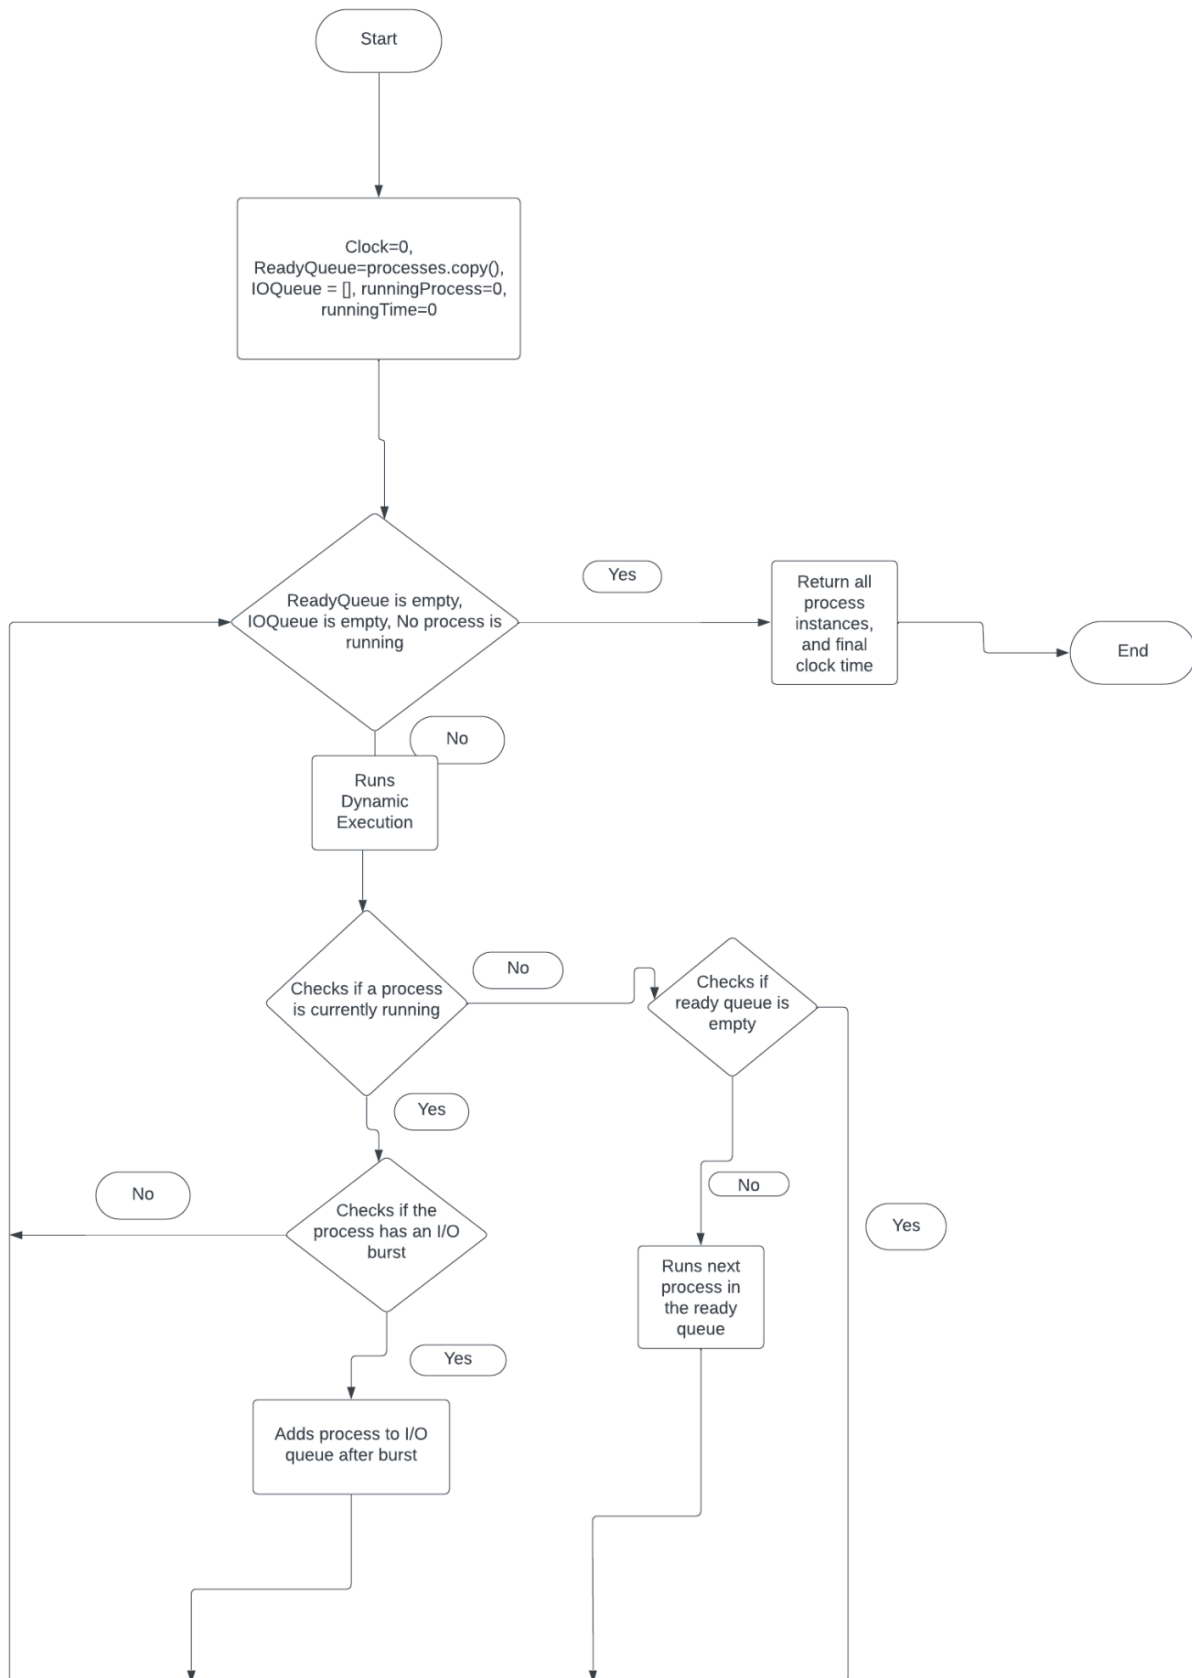 Start
Clock=0,
ReadyQueue=processes.copy(),
IOQueue = [], runningProcess=0,
runningTime=0
ReadyQueue is empty,
IOQueue is empty, No process is
running
Yes
Return all
process
instances,
and final
clock time
End
No
Runs
Dynamic
Execution
Checks if a process
is currently running
No
Checks if
ready queue is
empty
Yes
No
Checks if the
process has an I/O
burst
No
Yes
Runs next
process in
the ready
queue
Yes
Adds process to I/O
queue after burst